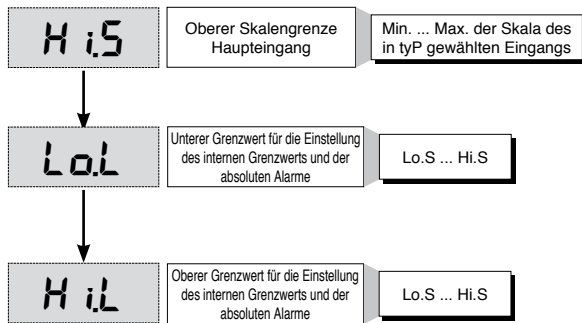 Hi.S
Oberer Skalengrenze
Haupteingang
Min. ... Max. der Skala des
in tyP gewählten Eingangs
Lo.L
Unterer Grenzwert für die Einstellung
des internen Grenzwerts und der
absoluten Alarme
Lo.S ... Hi.S
Hi.L
Oberer Grenzwert für die Einstellung
des internen Grenzwerts und der
absoluten Alarme
Lo.S ... Hi.S